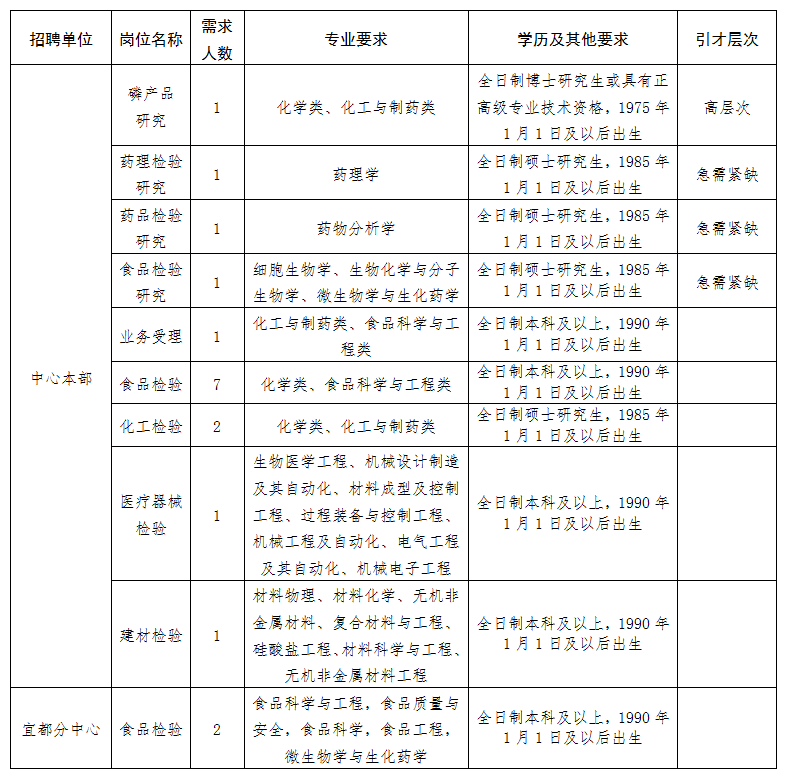 招聘单位
岗位名称
需求
人数
专业要求
学历及其他要求
引才层次
中心本部
磷产品
研究
1
化学类、化工与制药类
全日制博士研究生或具有正
高级专业技术资格，1975年
1月1日及以后出生
高层次
药理检验
研究
1
药理学
全日制硕士研究生，1985年
1月1日及以后出生
急需紧缺
药品检验
研究
1
药物分析学
全日制硕士研究生，1985年
1月1日及以后出生
急需紧缺
食品检验
研究
1
细胞生物学、生物化学与分子
生物学、微生物学与生化药学
全日制硕士研究生，1985年
1月1日及以后出生
急需紧缺
业务受理
1
化工与制药类、食品科学与工
程类
全日制本科及以上，1990年
1月1日及以后出生
食品检验
7
化学类、食品科学与工程类
全日制本科及以上，1990年
1月1日及以后出生
化工检验
2
化学类、化工与制药类
全日制硕士研究生，1985年
1月1日及以后出生
医疗器械
检验
1
生物医学工程、机械设计制造
及其自动化、材料成型及控制
工程、过程装备与控制工程、
机械工程及自动化、电气工程
及其自动化、机械电子工程
全日制本科及以上，1990年
1月1日及以后出生
建材检验
1
材料物理、材料化学、无机非
金属材料、复合材料与工程、
硅酸盐工程、材料科学与工程、
无机非金属材料工程
全日制本科及以上，1990年
1月1日及以后出生
宜都分中心
食品检验
2
食品科学与工程，食品质量与
安全，食品科学，食品工程，
微生物学与生化药学
全日制本科及以上，1990年
1月1日及以后出生